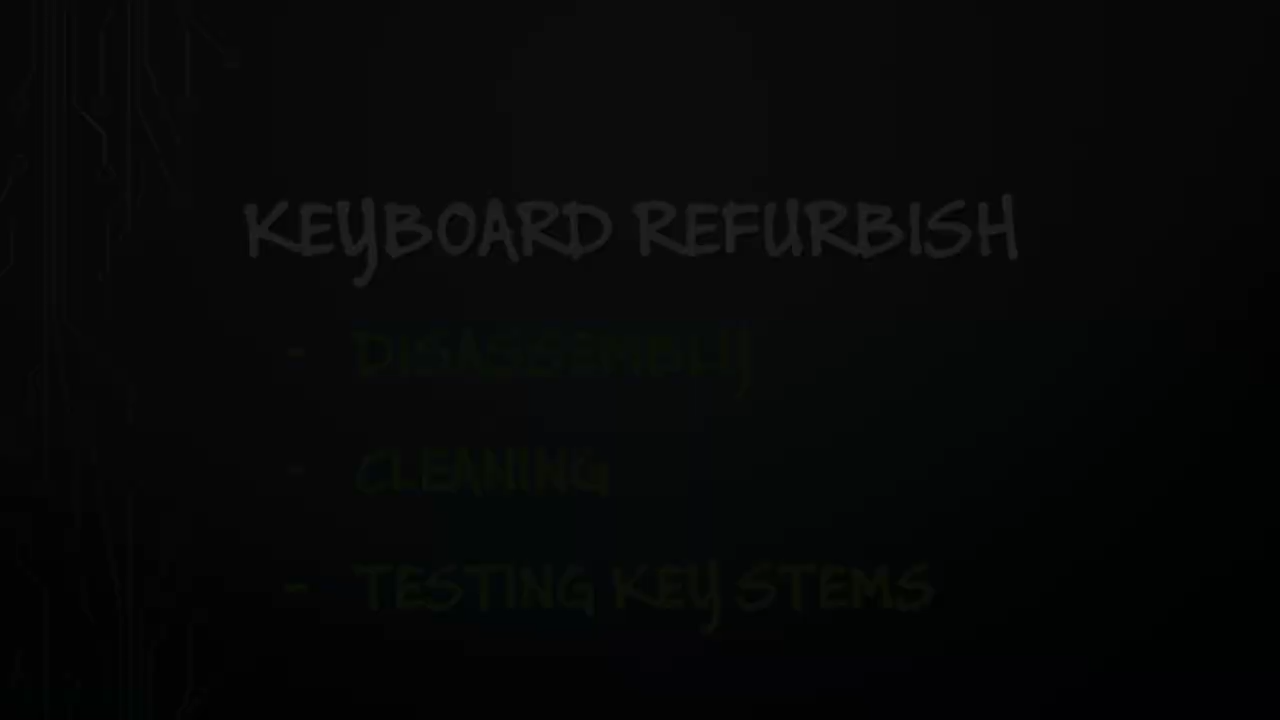 KEYBOARD REFURBISH
- DISASSEMBLY
- CLEANING
- TESTING KEY STEMS